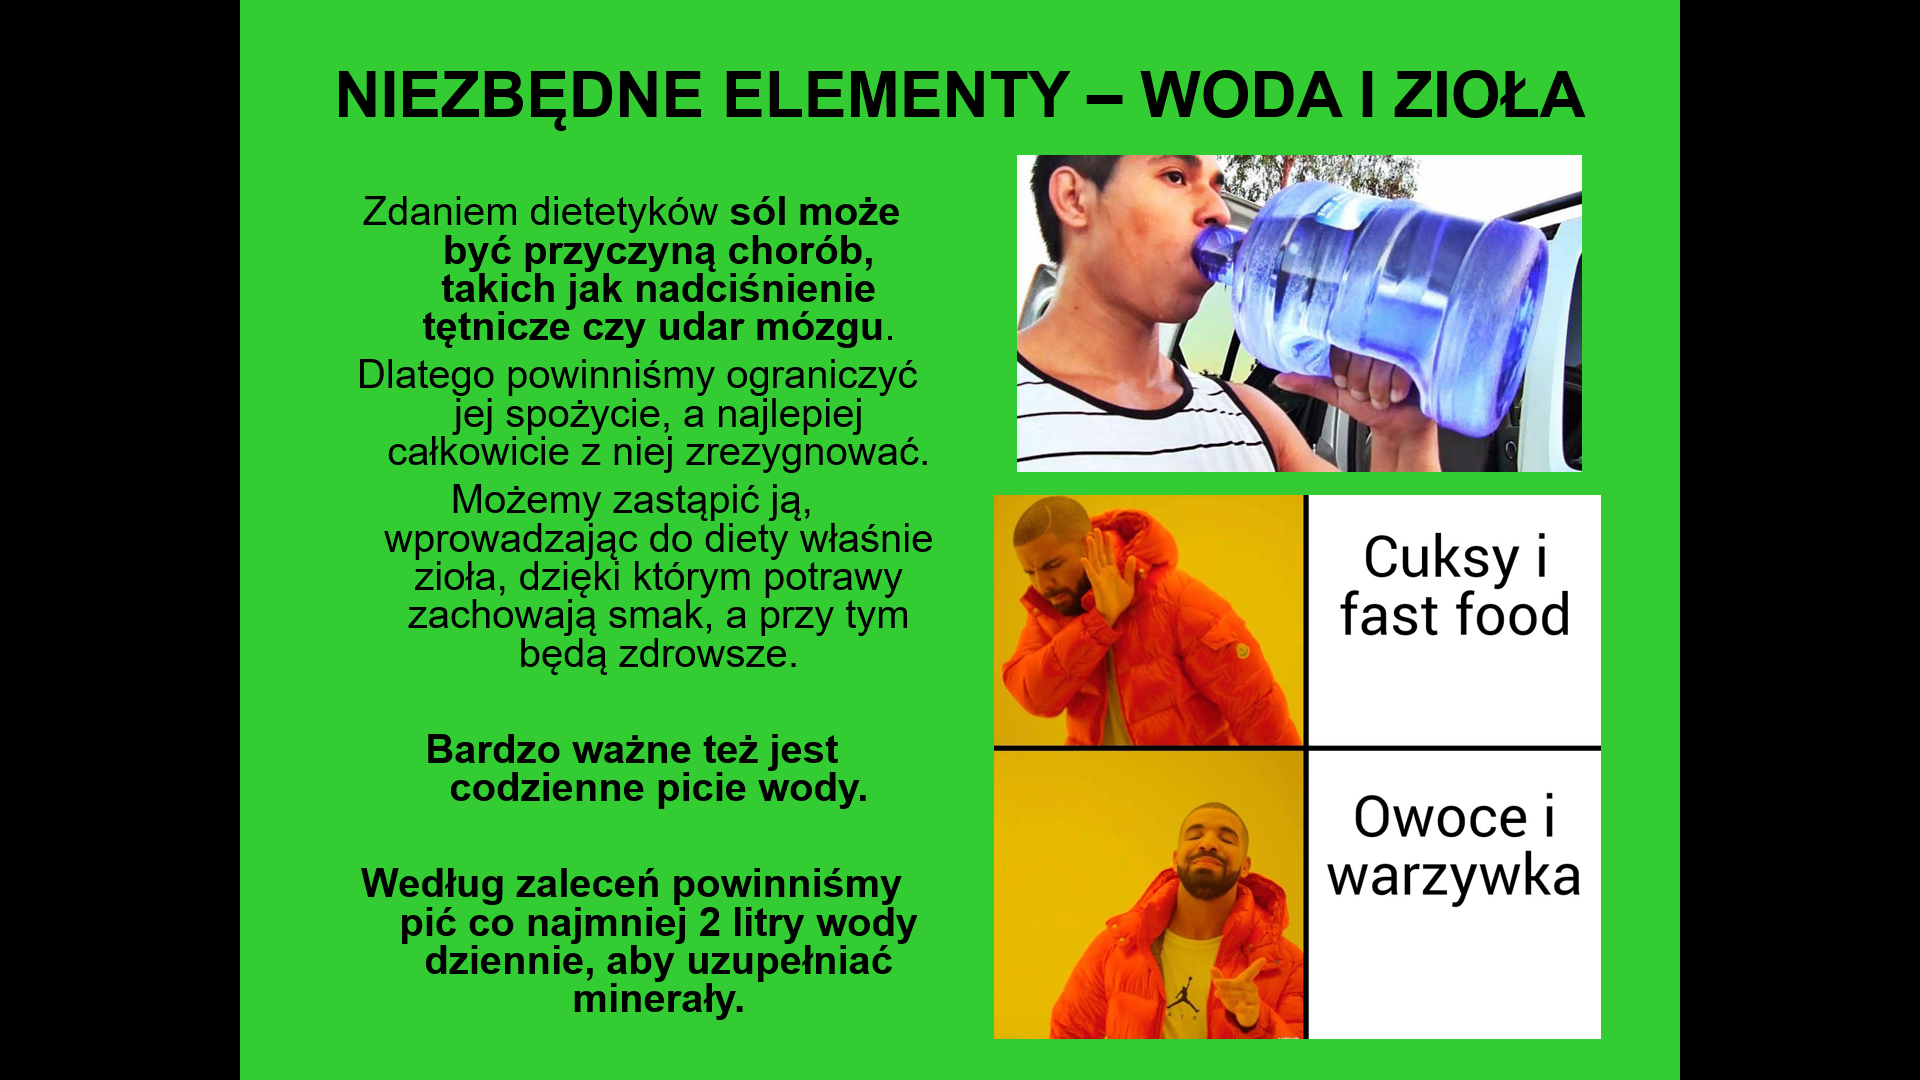 NIEZBĘDNE ELEMENTY – WODA I ZIOŁA
Zdaniem dietetyków sól może
być przyczyną chorób,
takich jak nadciśnienie
tętnicze czy udar mózgu.
Dlatego powinniśmy ograniczyć
jej spożycie, a najlepiej
całkowicie z niej zrezygnować.
Możemy zastąpić ją,
wprowadzając do diety właśnie
zioła, dzięki którym potrawy
zachowają smak, a przy tym
będą zdrowsze.
Bardzo ważne też jest
codzienne picie wody.
Według zaleceń powinniśmy
pić co najmniej 2 litry wody
dziennie, aby uzupełniać
minerały.
Cuksy i
fast food
Owoce i
warzywka